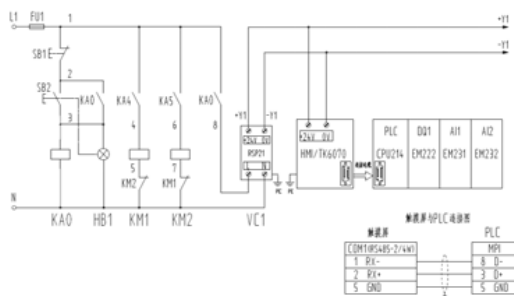 L1 FU1 1
+Y1
-Y1
SB1
2
SB2 KA0 KA4 KA5 KA0
3 4 6 8
+Y1 -Y1
+24V 0V
RSP21
L N
PE
+24V 0V
HMI/TK6070
PE
PLC DQ1 AI1 AI2
CPU214 EM222 EM231 EM232
5 7
KM2 KM1
N
KA0 HB1 KM1 KM2 VC1
触摸屏与PLC连接图
触摸屏 PLC
COM1(RS485-2/4W) MPI
1 RX- 8 D-
2 RX+ 3 D+
5 GND 5 GND